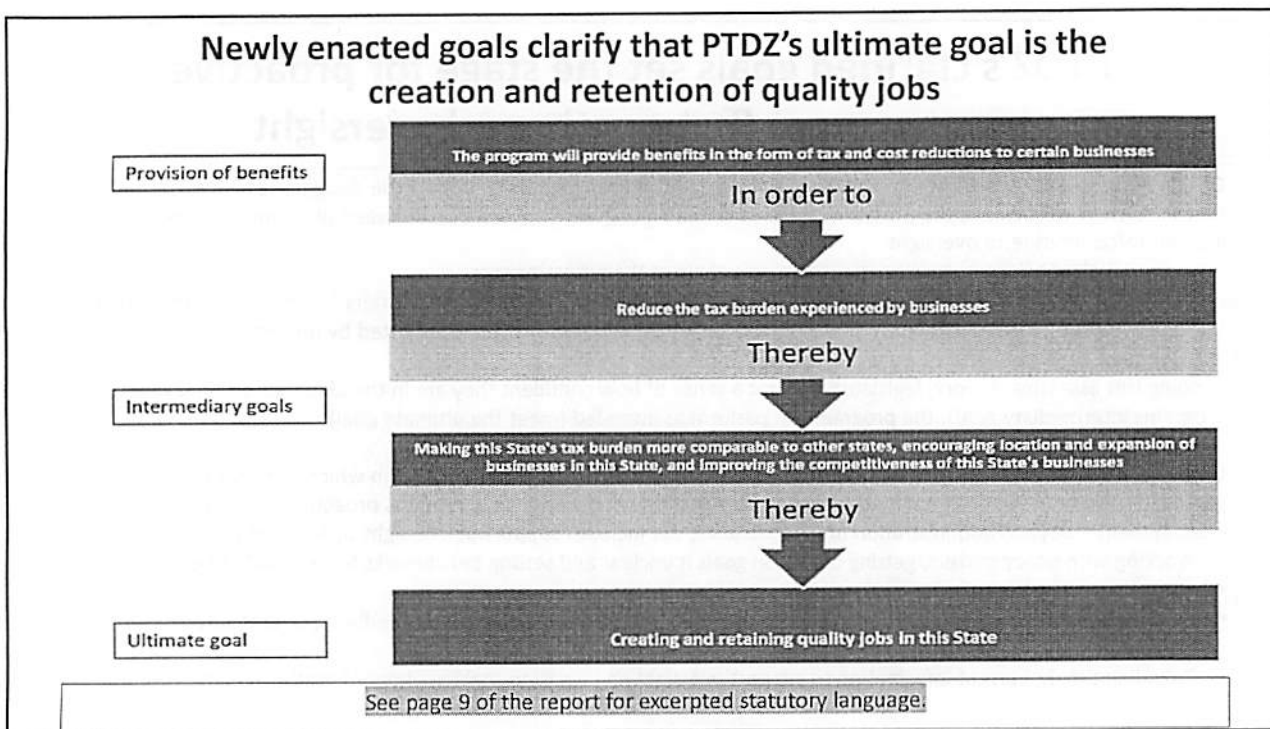 Newly enacted goals clarify that PTDZ's ultimate goal is the
creation and retention of quality jobs
Provision of benefits
The program will provide benefits in the form of tax and cost reductions to certain businesses
In order to
Reduce the tax burden experienced by businesses
Thereby
Intermediary goals
Making this State's tax burden more comparable to other states, encouraging location and expansion of
businesses in this State, and improving the competitiveness of this State's businesses
Thereby
Ultimate goal
Creating and retaining quality jobs in this State
See page 9 of the report for excerpted statutory language.